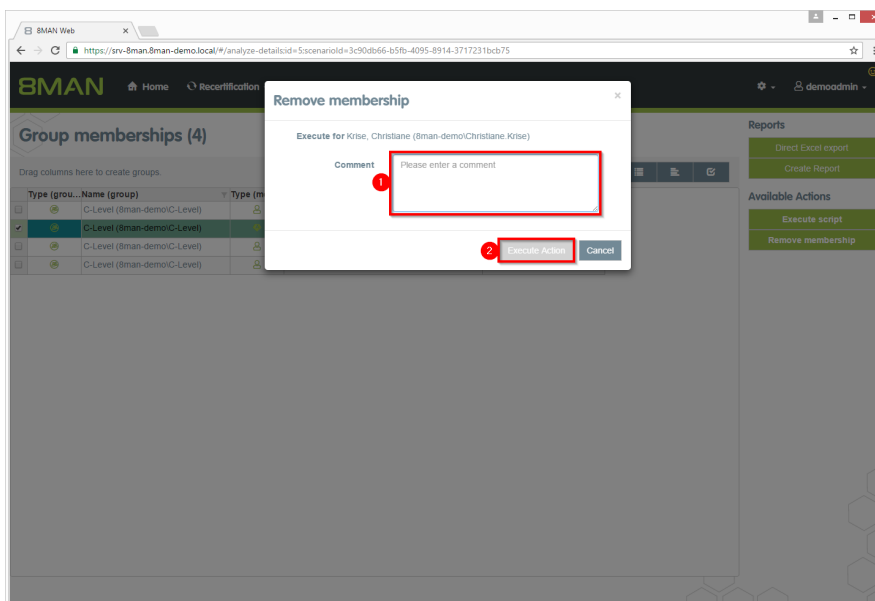 8MAN Web
https://srv-8man.8man-demo.local/#/analyze-details;id=5;scenarioId=3c90db66-b5fb-4095-8914-3717231bcb75
8MAN
Home
Recertification
demoadmin
Remove membership
×
Execute for Krise, Christiane (8man-demo\Christiane.Krise)
Comment
Please enter a comment
1
2
Execute Action
Cancel
Group memberships (4)
Drag columns here to create groups.
Type (grou... Name (group) Type (m
C-Level (8man-demo\C-Level)
C-Level (8man-demo\C-Level)
C-Level (8man-demo\C-Level)
C-Level (8man-demo\C-Level)
Reports
Direct Excel export
Create Report
Available Actions
Execute script
Remove membership